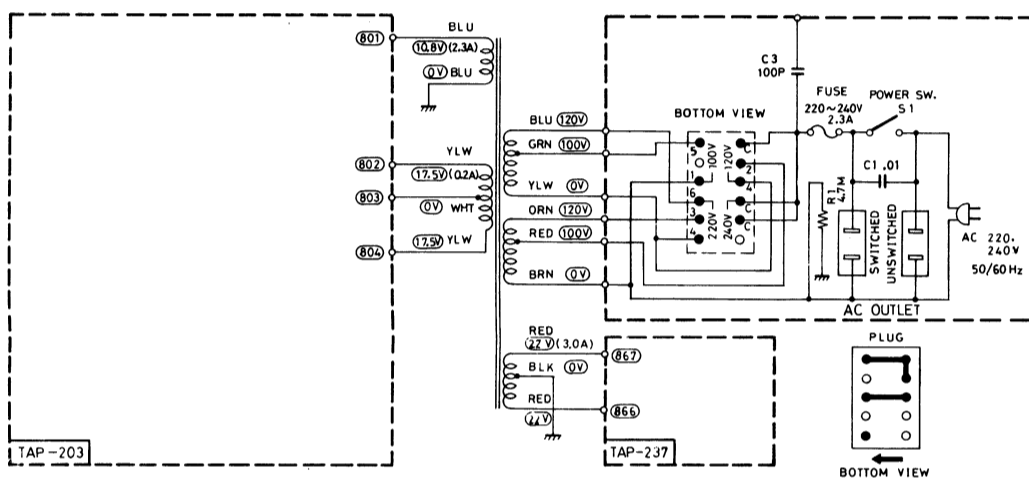 BLU
801
10.8V (2.3A)
0V BLU
802
YLW
17.5V (0.2A)
803
0V WHT
17.5V YLW
804
TAP-203
BLU 120V
GRN 100V
YLW 0V
ORN 120V
RED 100V
BRN 0V
RED
22V (3.0A)
BLK 0V
RED
867
866
TAP-237
BOTTOM VIEW
5
C
100V
120V
1
2
6
4
3
C
220V
240V
4
C
C3
100P
FUSE
220~240V
2.3A
POWER SW.
S1
C1 .01
R1
4.7M
SWITCHED
UNSWITCHED
AC OUTLET
AC 220.
240V
50/60Hz
PLUG
BOTTOM VIEW